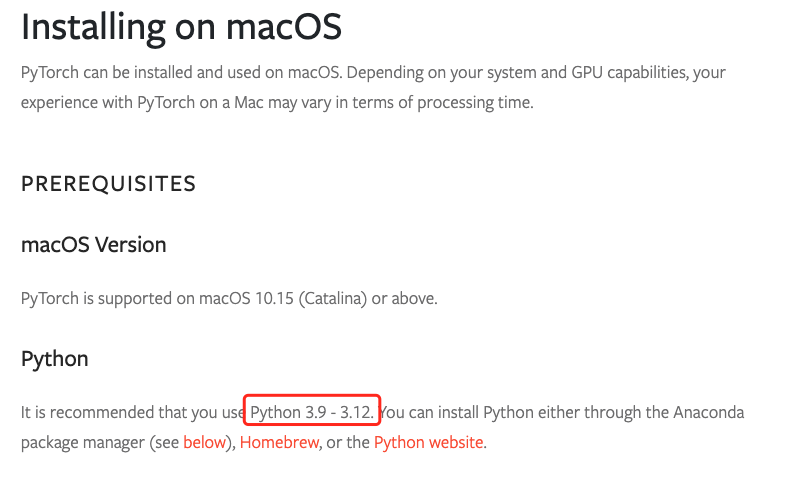 Installing on macOS
PyTorch can be installed and used on macOS. Depending on your system and GPU capabilities, your
experience with PyTorch on a Mac may vary in terms of processing time.
PREREQUISITES
macOS Version
PyTorch is supported on macOS 10.15 (Catalina) or above.
Python
It is recommended that you use Python 3.9 - 3.12. You can install Python either through the Anaconda
package manager (see below), Homebrew, or the Python website.